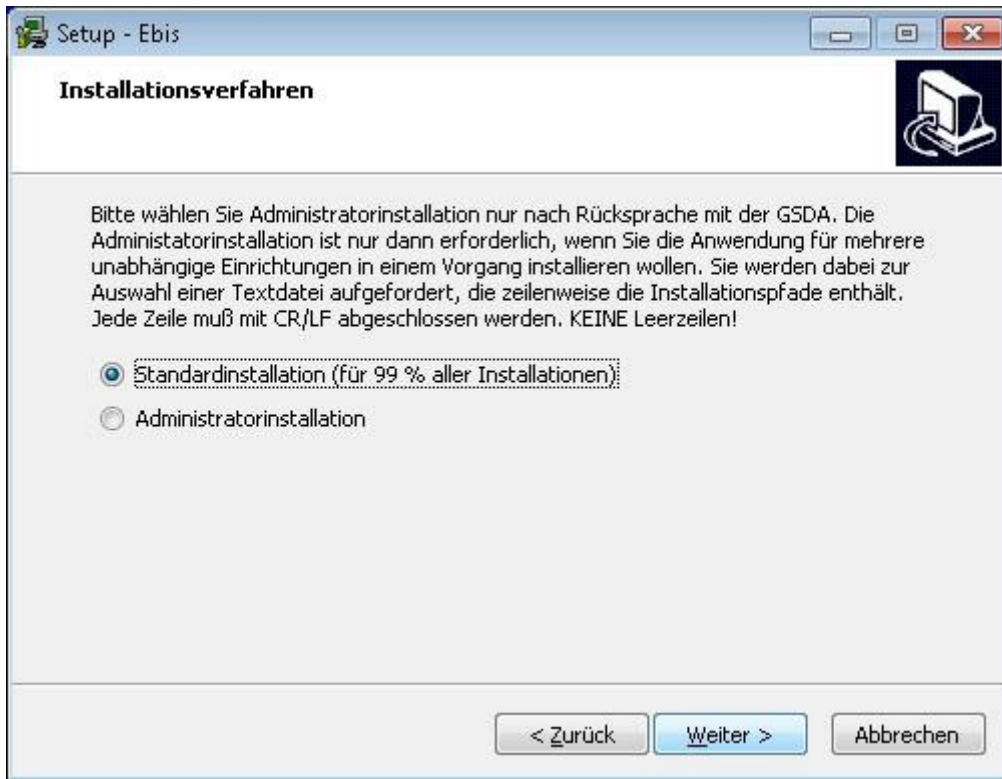 Setup - Ebis
Installationsverfahren
Bitte wählen Sie Administratorinstallation nur nach Rücksprache mit der GSDA. Die
Administatorinstallation ist nur dann erforderlich, wenn Sie die Anwendung für mehrere
unabhängige Einrichtungen in einem Vorgang installieren wollen. Sie werden dabei zur
Auswahl einer Textdatei aufgefordert, die zeilenweise die Installationspfade enthält.
Jede Zeile muß mit CR/LF abgeschlossen werden. KEINE Leerzeilen!
Standardinstallation (für 99 % aller Installationen)
Administratorinstallation
< Zurück
Weiter >
Abbrechen